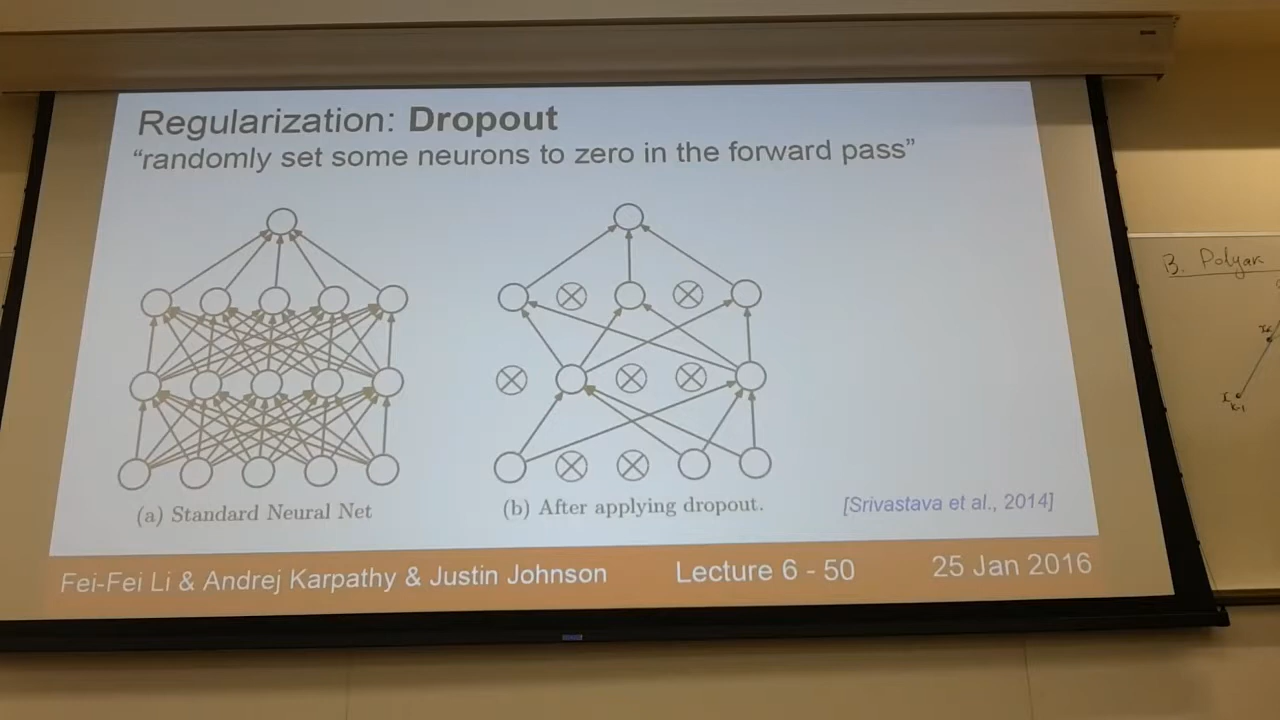 Regularization: Dropout
“randomly set some neurons to zero in the forward pass”
(a) Standard Neural Net
(b) After applying dropout.
[Srivastava et al., 2014]
Fei-Fei Li & Andrej Karpathy & Justin Johnson
Lecture 6 - 50
25 Jan 2016
B. Polyak